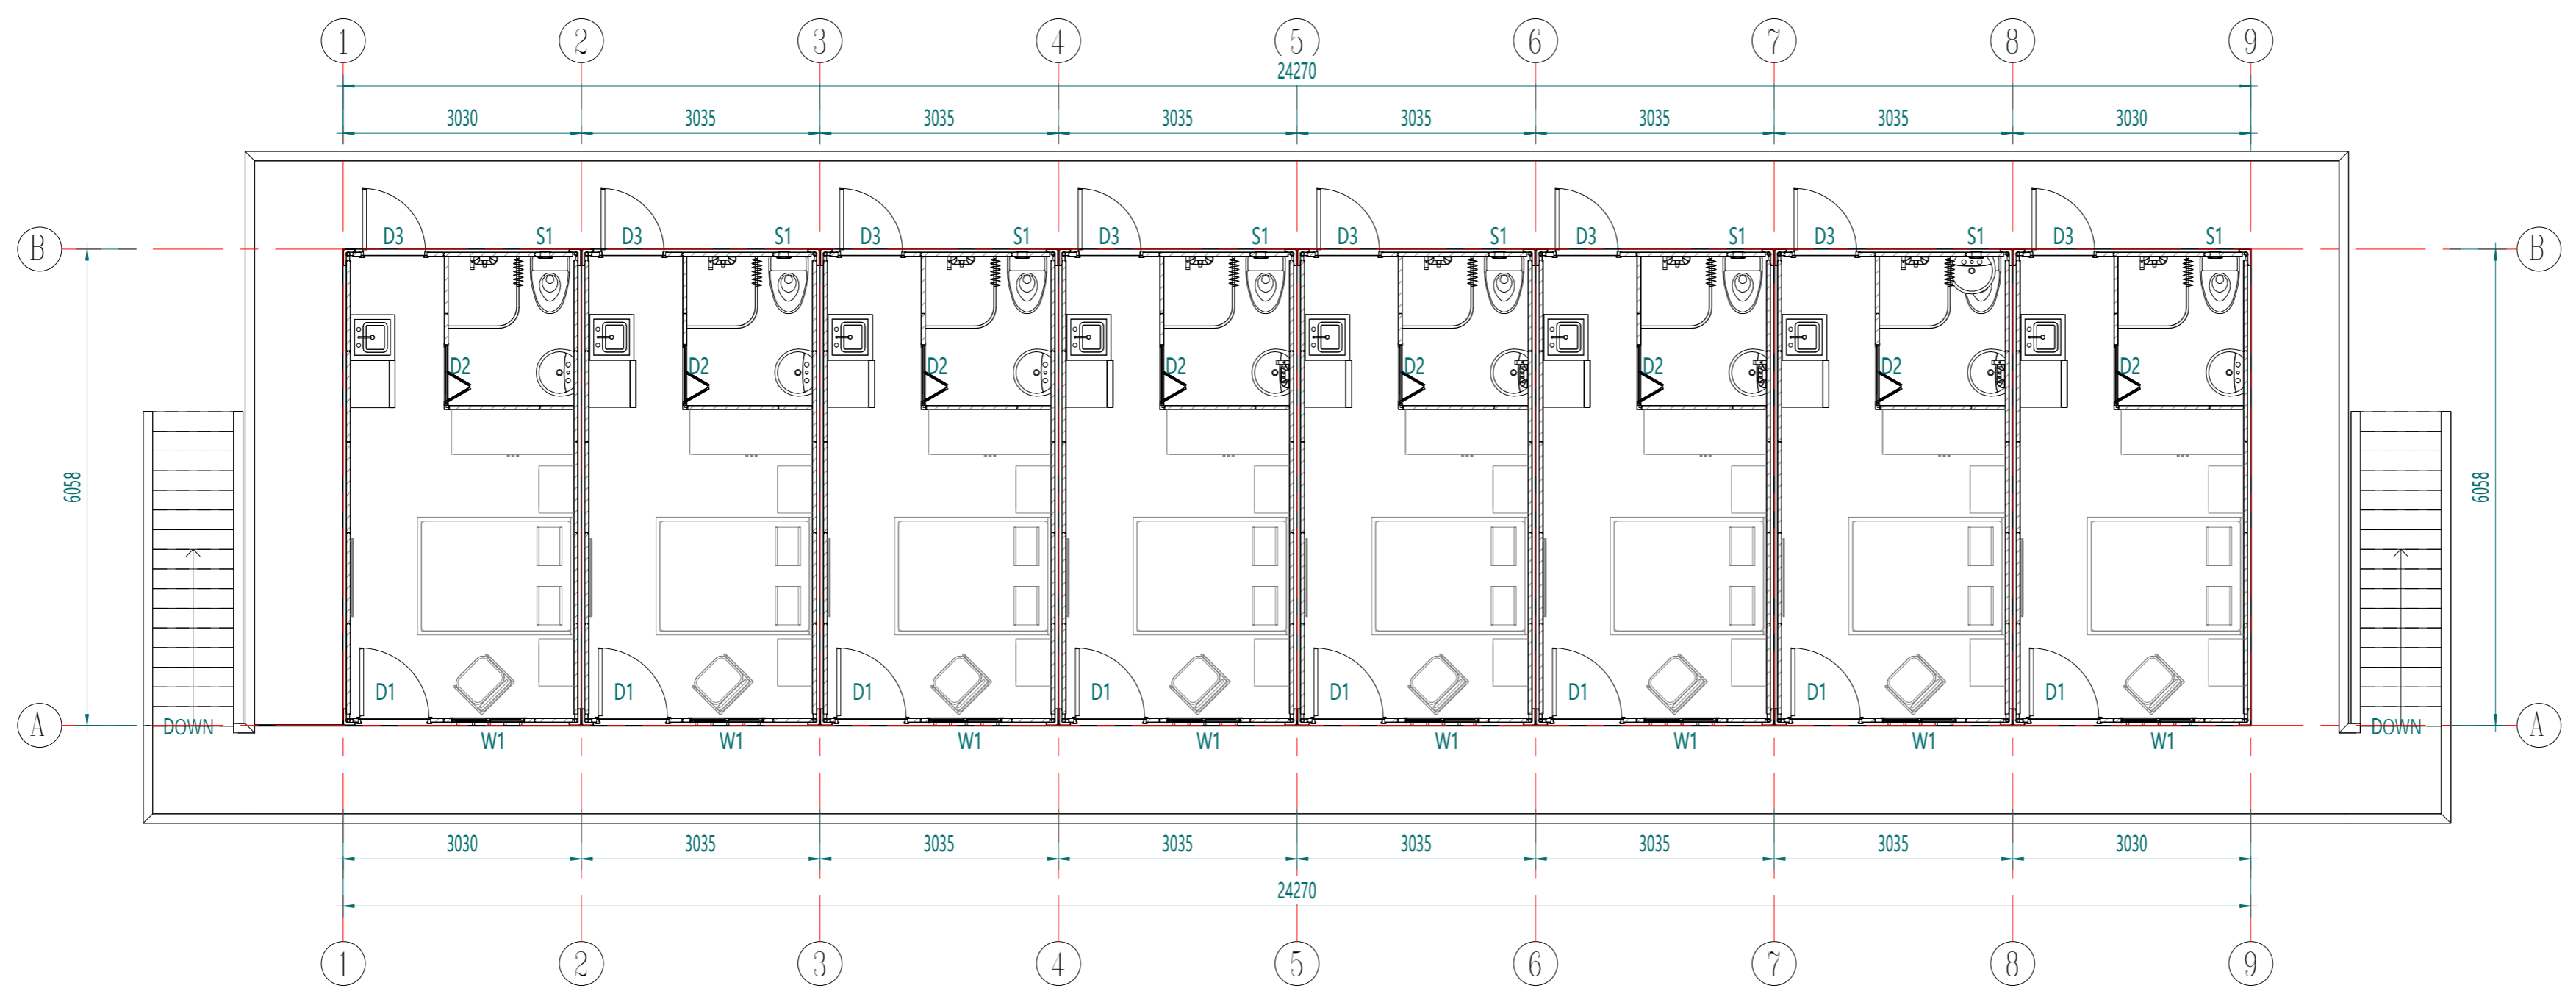 1 2 3 4 5 6 7 8 9
24270
3030 3035 3035 3035 3035 3035 3035 3030
D3 S1 D3 S1 D3 S1 D3 S1 D3 S1 D3 S1 D3 S1 D3 S1
B B
D2 D2 D2 D2 D2 D2 D2 D2
6058 6058
D1 D1 D1 D1 D1 D1 D1 D1
A DOWN DOWN A
W1 W1 W1 W1 W1 W1 W1 W1
3030 3035 3035 3035 3035 3035 3035 3030
24270
1 2 3 4 5 6 7 8 9